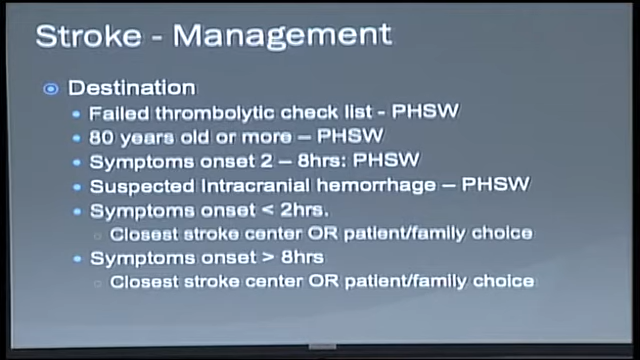 Stroke - Management
Destination
Failed thrombolytic check list - PHSW
80 years old or more – PHSW
Symptoms onset 2 – 8hrs: PHSW
Suspected Intracranial hemorrhage – PHSW
Symptoms onset < 2hrs.
Closest stroke center OR patient/family choice
Symptoms onset > 8hrs
Closest stroke center OR patient/family choice